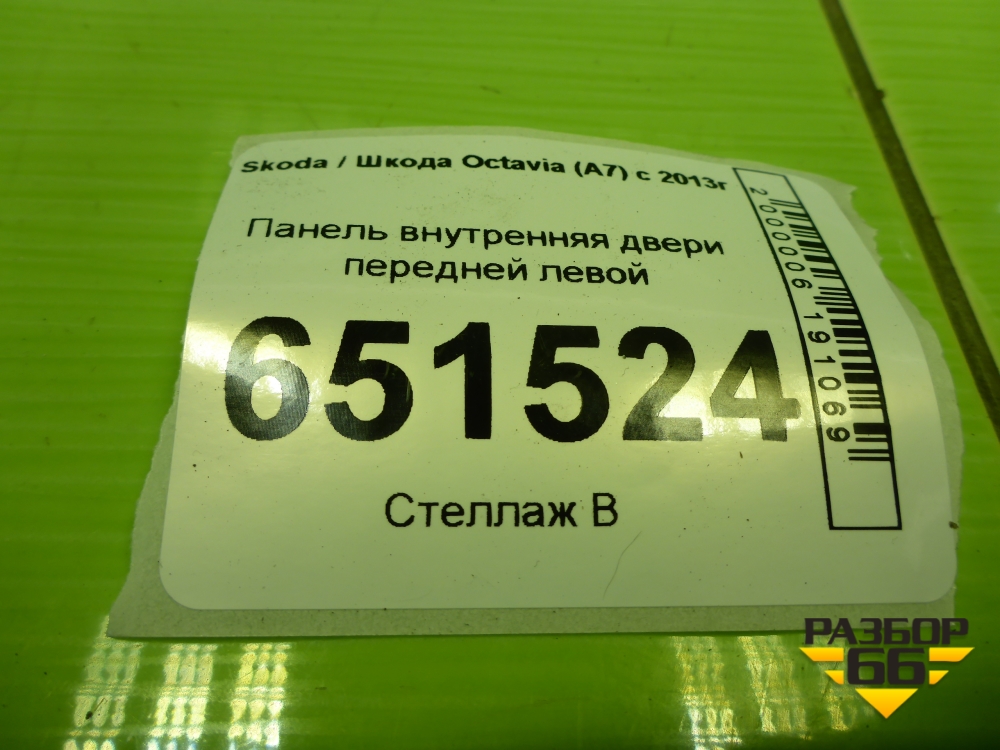 Skoda / Шкода Octavia (A7) с 2013г
Панель внутренняя двери
передней левой
651524
Стеллаж В
2000006191069
РАЗБОР
66